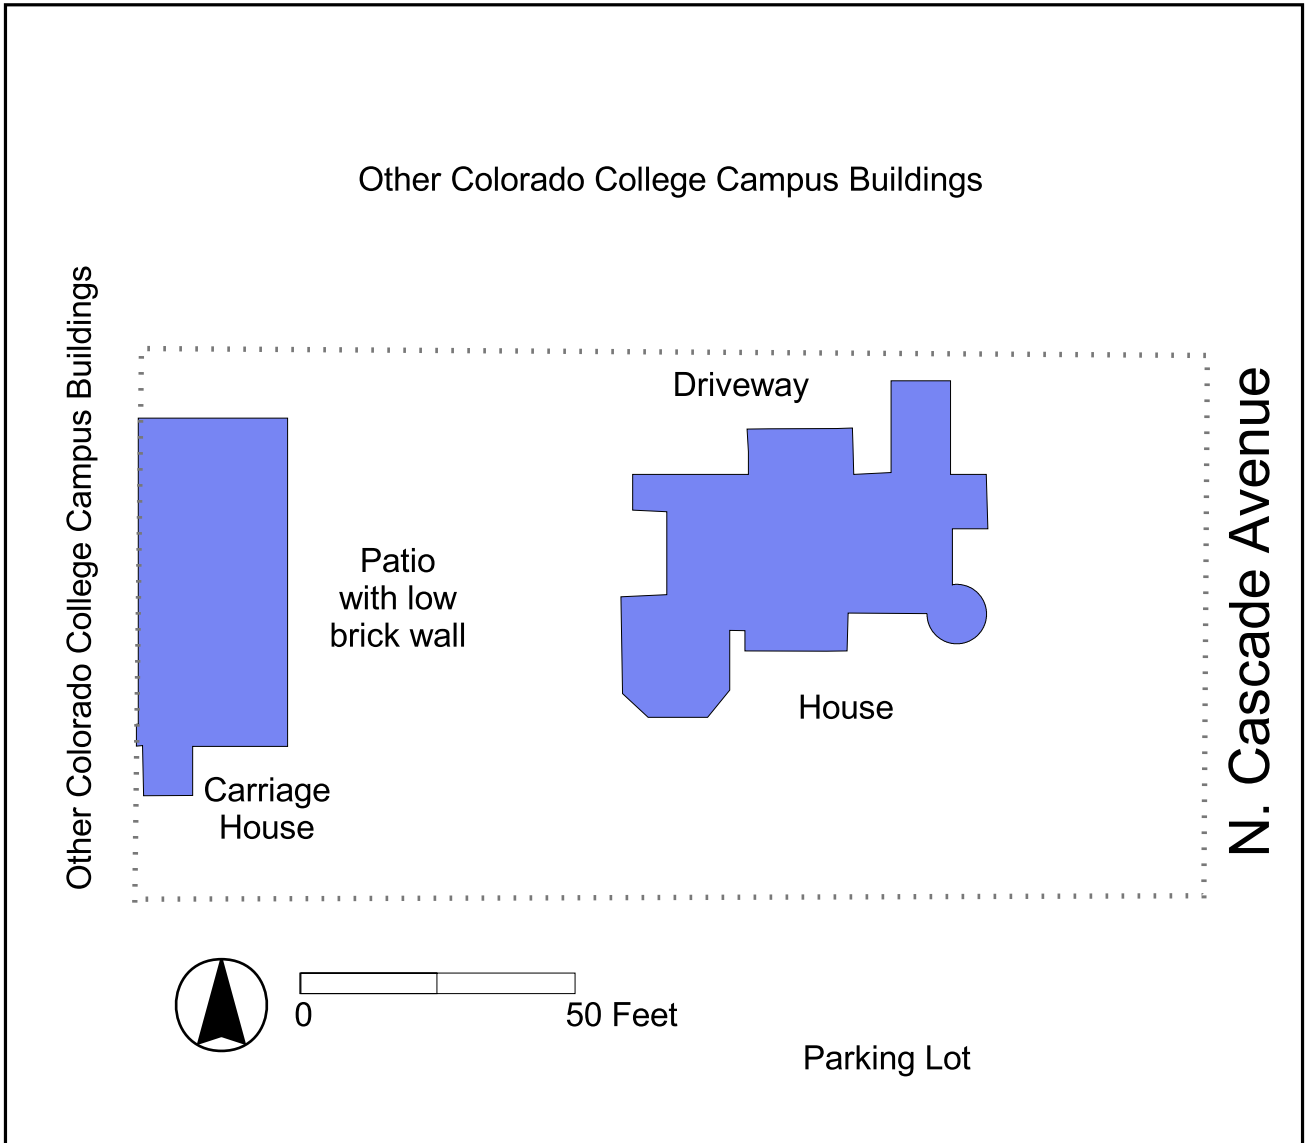 Other Colorado College Campus Buildings
Other Colorado College Campus Buildings
Driveway
N. Cascade Avenue
Patio
with low
brick wall
House
Carriage
House
0
50 Feet
Parking Lot